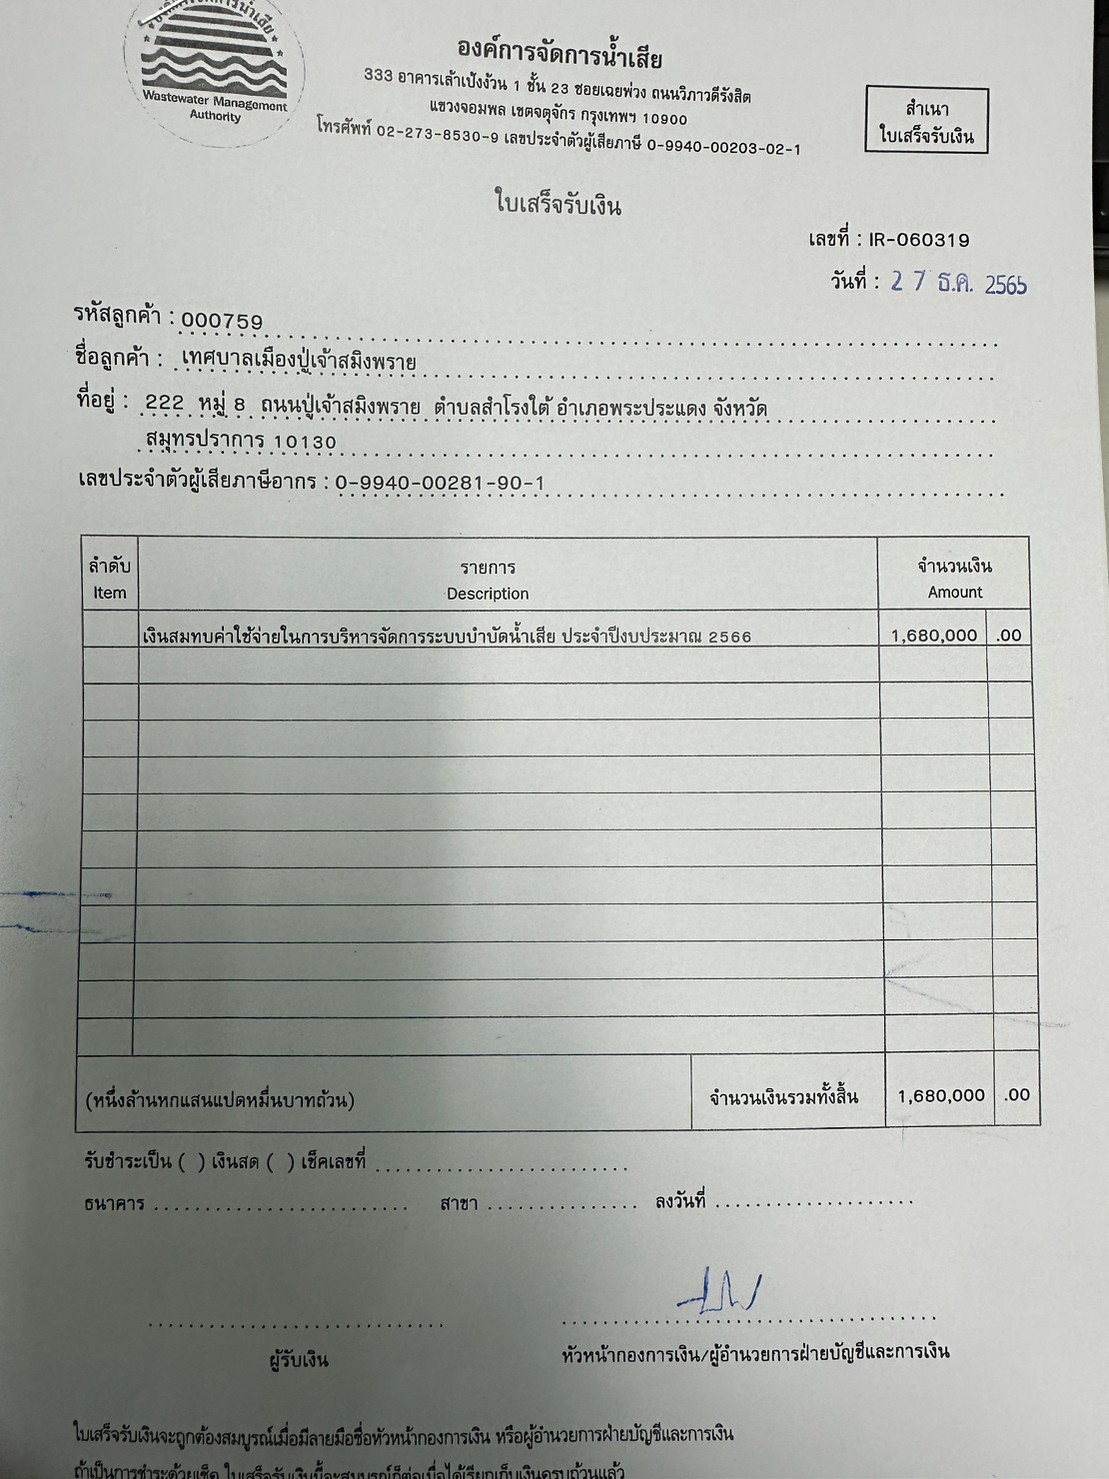 องค์การจัดการน้ำเสีย
Wastewater Management
Authority
องค์การจัดการน้ำเสีย
333 อาคารเล้าเป้งง้วน 1 ชั้น 23 ซอยเฉยพ่วง ถนนวิภาวดีรังสิต
แขวงจอมพล เขตจตุจักร กรุงเทพฯ 10900
โทรศัพท์ 02-273-8530-9 เลขประจำตัวผู้เสียภาษี 0-9940-00203-02-1
สำเนา
ใบเสร็จรับเงิน
ใบเสร็จรับเงิน
เลขที่ : IR-060319
วันที่ : 27 ธ.ค. 2565
รหัสลูกค้า : 000759
ชื่อลูกค้า : เทศบาลเมืองปู่เจ้าสมิงพราย
ที่อยู่ : 222 หมู่ 8 ถนนปู่เจ้าสมิงพราย ตำบลสำโรงใต้ อำเภอพระประแดง จังหวัด
สมุทรปราการ 10130
เลขประจำตัวผู้เสียภาษีอากร : 0-9940-00281-90-1
ลำดับ รายการ จำนวนเงิน
Item Description Amount
เงินสมทบค่าใช้จ่ายในการบริหารจัดการระบบบำบัดน้ำเสีย ประจำปีงบประมาณ 2566 1,680,000 .00
(หนึ่งล้านหกแสนแปดหมื่นบาทถ้วน) จำนวนเงินรวมทั้งสิ้น 1,680,000 .00
รับชำระเป็น ( ) เงินสด ( ) เช็คเลขที่ ........................
ธนาคาร ........................ สาขา ............... ลงวันที่ ...................
ผู้รับเงิน หัวหน้ากองการเงิน/ผู้อำนวยการฝ่ายบัญชีและการเงิน
ใบเสร็จรับเงินจะถูกต้องสมบูรณ์เมื่อมีลายมือชื่อหัวหน้ากองการเงิน หรือผู้อำนวยการฝ่ายบัญชีและการเงิน
ถ้าเป็นการชำระด้วยเช็ค ใบเสร็จรับเงินนี้จะสมบูรณ์ก็ต่อเมื่อได้เรียกเก็บเงินครบถ้วนแล้ว